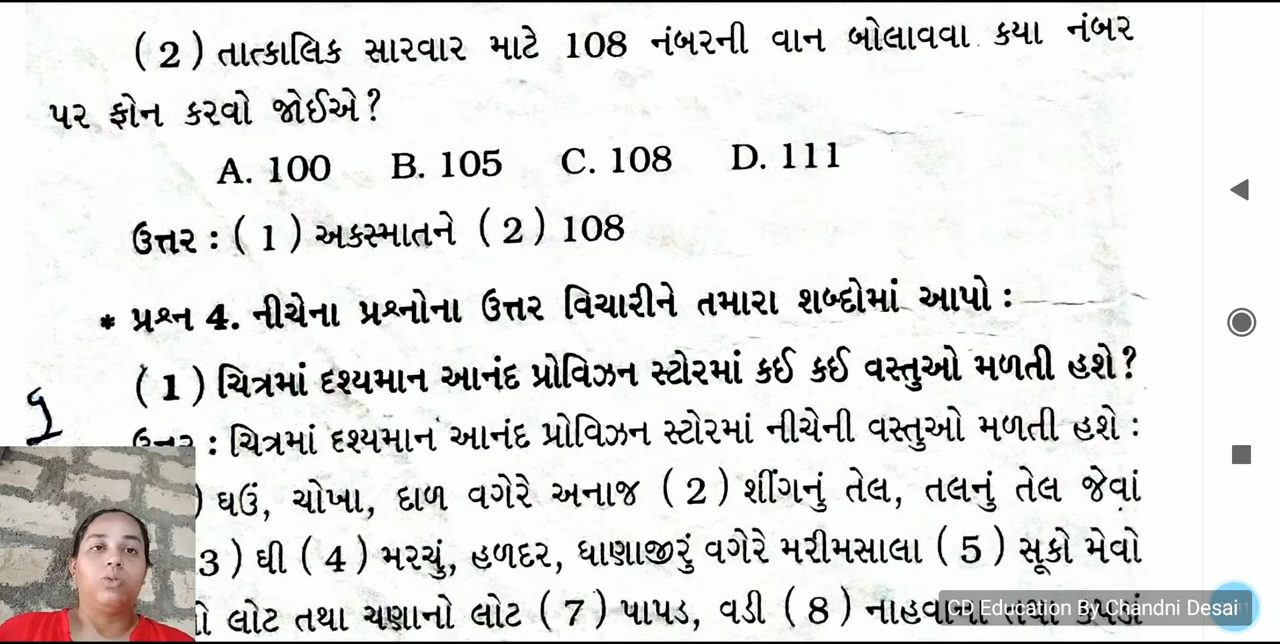 (2) તાત્કાલિક સારવાર માટે 108 નંબરની વાન બોલાવવા કયા નંબર
પર ફોન કરવો જોઈએ?
A. 100 B. 105 C. 108 D. 111
ઉત્તર : (1) અકસ્માતને (2) 108
* પ્રશ્ન 4. નીચેના પ્રશ્નોના ઉત્તર વિચારીને તમારા શબ્દોમાં આપો :
(1) ચિત્રમાં દૃશ્યમાન આનંદ પ્રોવિઝન સ્ટોરમાં કઈ કઈ વસ્તુઓ મળતી હશે?
: ચિત્રમાં દૃશ્યમાન આનંદ પ્રોવિઝન સ્ટોરમાં નીચેની વસ્તુઓ મળતી હશે :
) ઘઉં, ચોખા, દાળ વગેરે અનાજ (2) શીંગનું તેલ, તલનું તેલ જેવાં
3) ઘી (4) મરચું, હળદર, ધાણાજીરું વગેરે મરીમસાલા (5) સૂકો મેવો
લોટ તથા ચણાનો લોટ (7) પાપડ, વડી (8)
CD Education By Chandni Desai